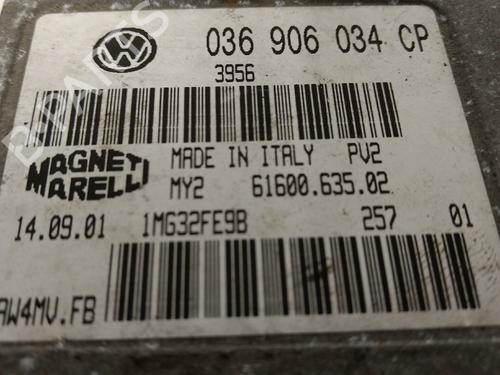 036 906 034 CP
3956
MAGNETI MARELLI
MADE IN ITALY PV2
MY2 61600.635.02
14.09.01 1MG32FE9B 257 01
AW4MV.FB